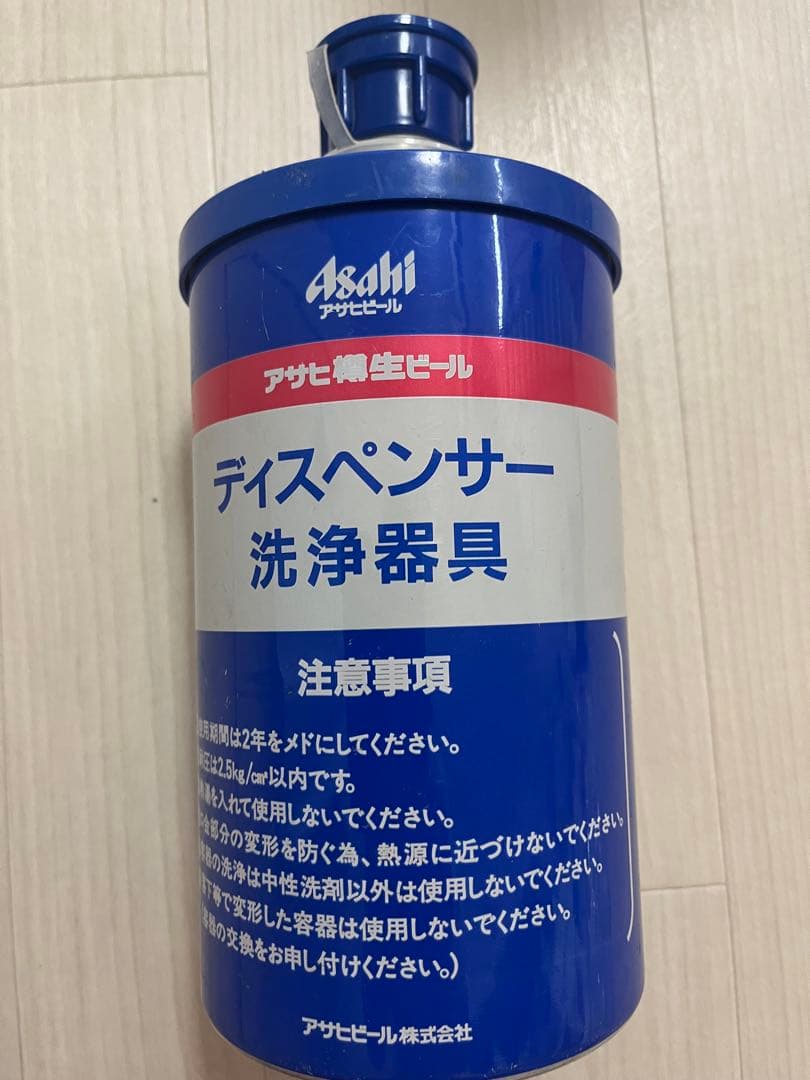 Asahi
アサヒビール
アサヒ樽生ビール
ディスペンサー
洗浄器具
注意事項
用期間は2年をメドにしてください。
圧は2.5kg/c㎡以内です。
湯を入れて使用しないでください。
金部分の変形を防ぐ為、熱源に近づけないでください。
器の洗浄は中性洗剤以外は使用しないでください。
下等で変形した容器は使用しないでください。
容器の交換をお申し付けください。)
アサヒビール株式会社